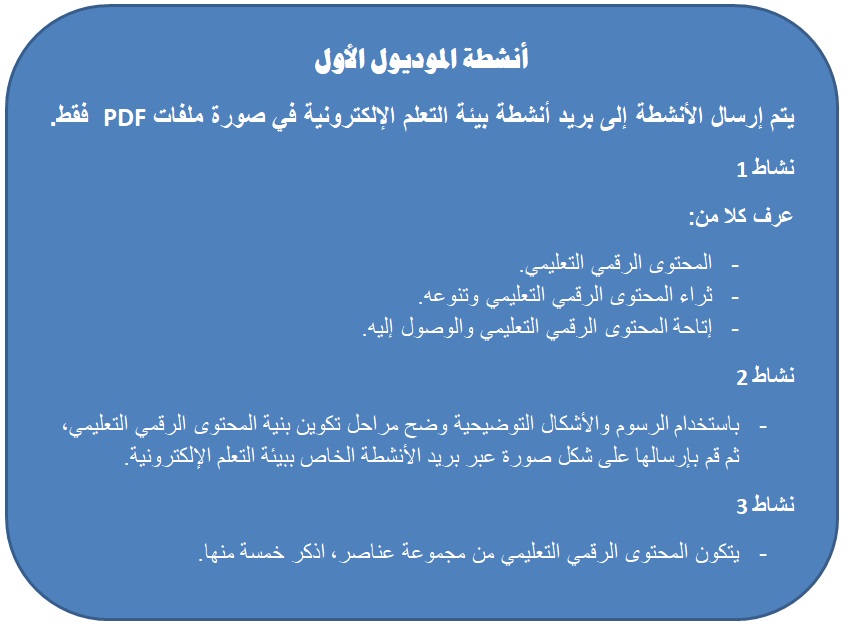 أنشطة الموديول الأول
يتم إرسال الأنشطة إلى بريد أنشطة بيئة التعلم الإلكترونية في صورة ملفات PDF فقط.
نشاط 1
عرف كلا من:
- المحتوى الرقمي التعليمي.
- ثراء المحتوى الرقمي التعليمي وتنوعه.
- إتاحة المحتوى الرقمي التعليمي والوصول إليه.
نشاط 2
- باستخدام الرسوم والأشكال التوضيحية وضح مراحل تكوين بنية المحتوى الرقمي التعليمي،
ثم قم بإرسالها على شكل صورة عبر بريد الأنشطة الخاص ببيئة التعلم الإلكترونية.
نشاط 3
- يتكون المحتوى الرقمي التعليمي من مجموعة عناصر، اذكر خمسة منها.